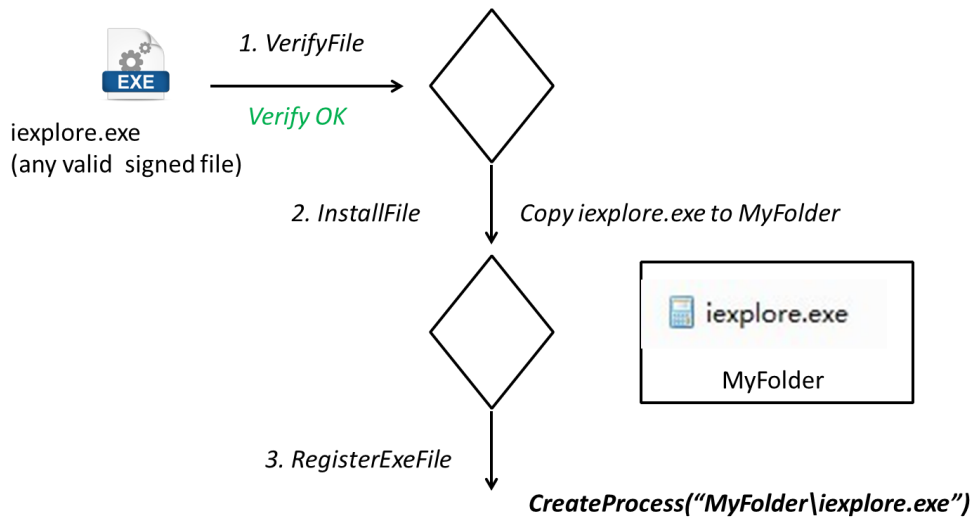 EXE
1. VerifyFile
Verify OK
iexplore.exe
(any valid signed file)
2. InstallFile
Copy iexplore.exe to MyFolder
iexplore.exe
MyFolder
3. RegisterExeFile
CreateProcess(“MyFolder\iexplore.exe”)